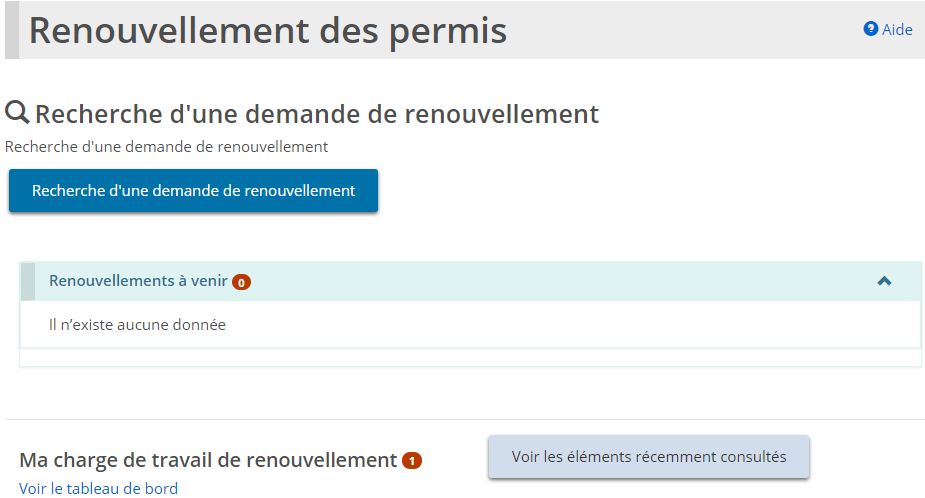 Renouvellement des permis
Aide
Recherche d'une demande de renouvellement
Recherche d'une demande de renouvellement
Recherche d'une demande de renouvellement
Renouvellements à venir 0
Il n’existe aucune donnée
Ma charge de travail de renouvellement 1
Voir les éléments récemment consultés
Voir le tableau de bord